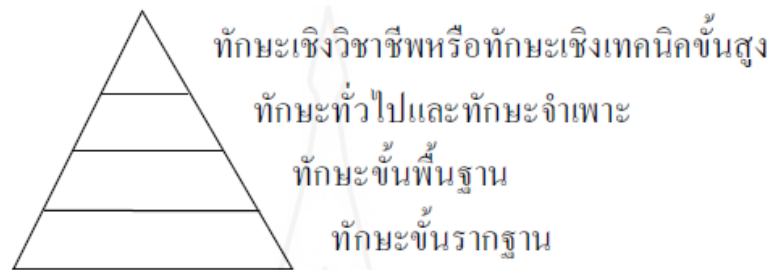 ทักษะเชิงวิชาชีพหรือทักษะเชิงเทคนิคขั้นสูง
ทักษะทั่วไปและทักษะจำเพาะ
ทักษะขั้นพื้นฐาน
ทักษะขั้นรากฐาน